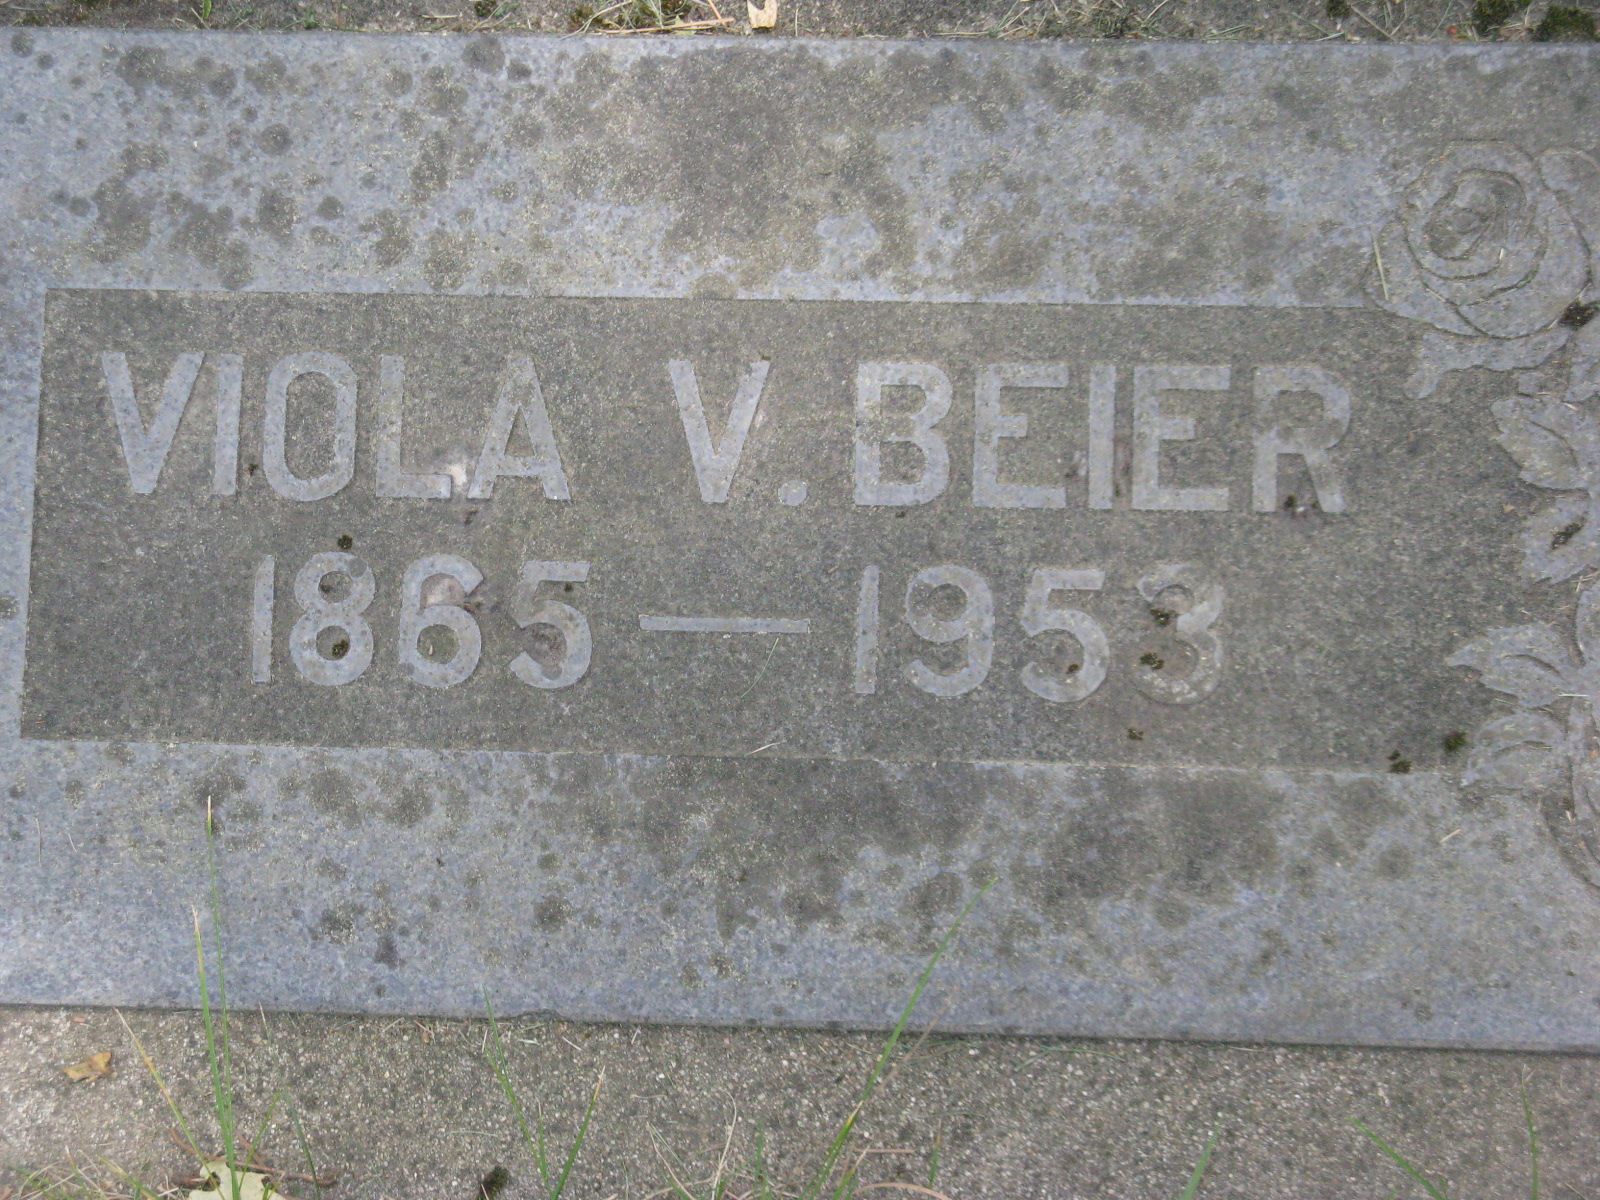 VIOLA V. BEIER
1865 — 1953